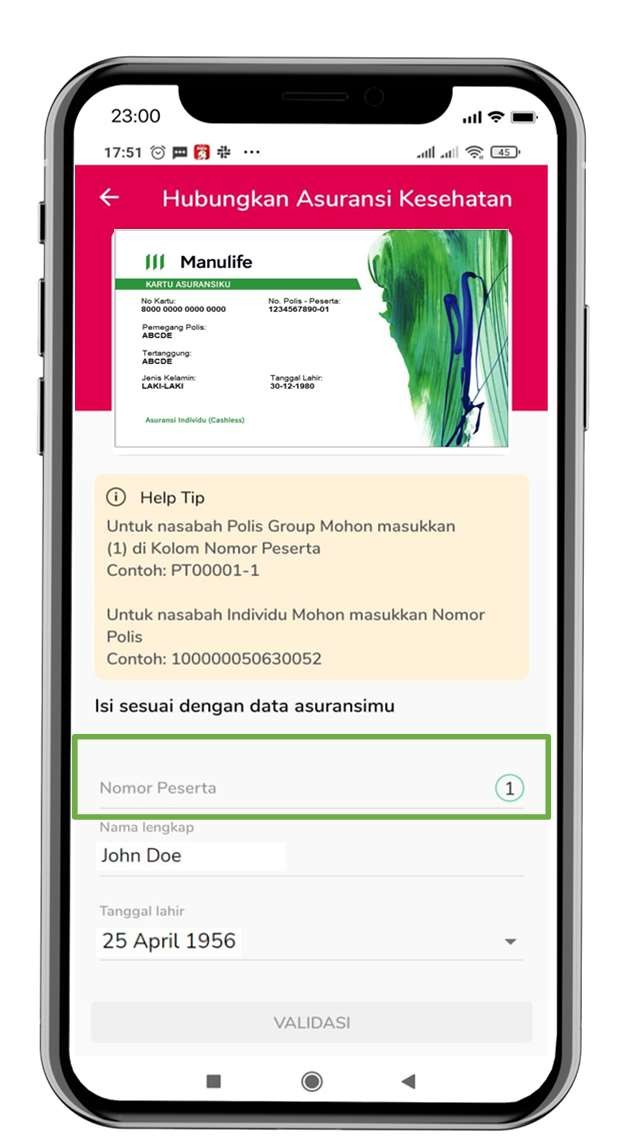 23:00
17:51
45
Hubungkan Asuransi Kesehatan
Manulife
KARTU ASURANSIKU
No Kartu: No. Polis - Peserta:
8000 0000 0000 0000 1234567890-01
Pemegang Polis:
ABCDE
Tertanggung:
ABCDE
Jenis Kelamin: Tanggal Lahir:
LAKI-LAKI 30-12-1980
Asuransi Individu (Cashless)
Help Tip
Untuk nasabah Polis Group Mohon masukkan
(1) di Kolom Nomor Peserta
Contoh: PT00001-1
Untuk nasabah Individu Mohon masukkan Nomor
Polis
Contoh: 100000050630052
Isi sesuai dengan data asuransimu
Nomor Peserta 1
Nama lengkap
John Doe
Tanggal lahir
25 April 1956
VALIDASI